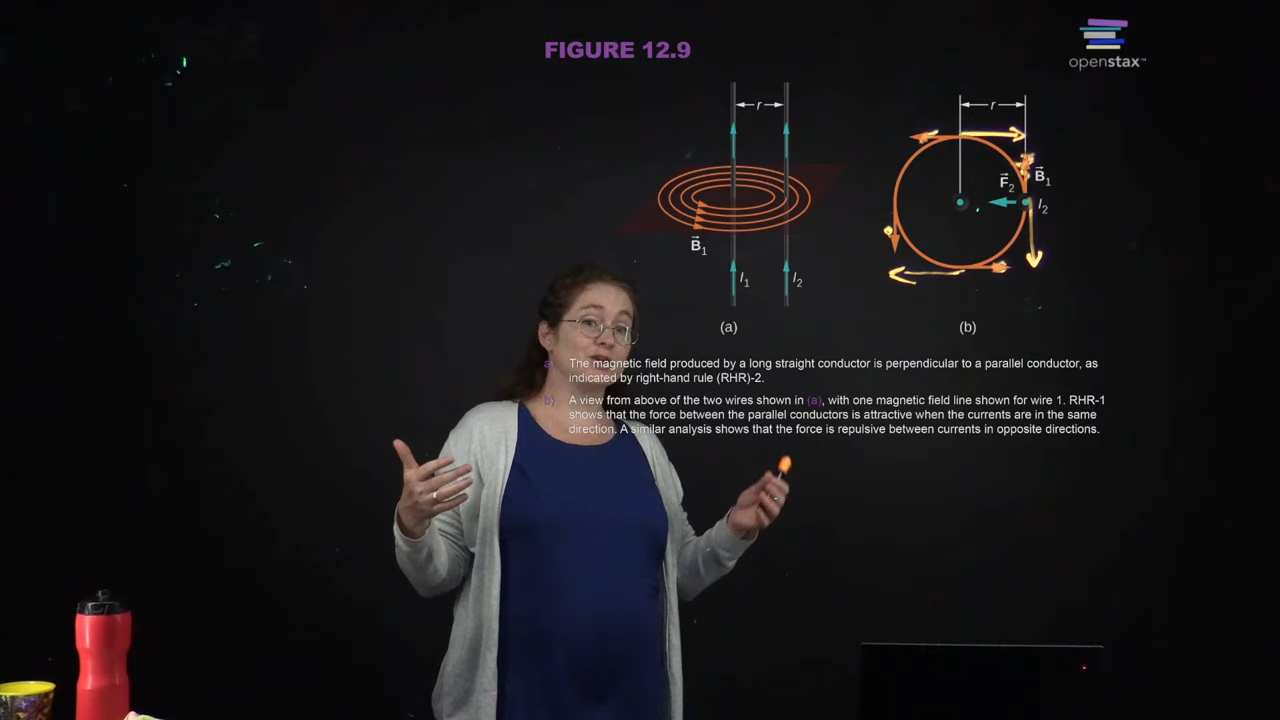 FIGURE 12.9
openstax™
r
r
B⃗1
F⃗2
I2
B⃗1
I1
I2
(a)
(b)
a) The magnetic field produced by a long straight conductor is perpendicular to a parallel conductor, as
indicated by right-hand rule (RHR)-2.
b) A view from above of the two wires shown in (a), with one magnetic field line shown for wire 1. RHR-1
shows that the force between the parallel conductors is attractive when the currents are in the same
direction. A similar analysis shows that the force is repulsive between currents in opposite directions.